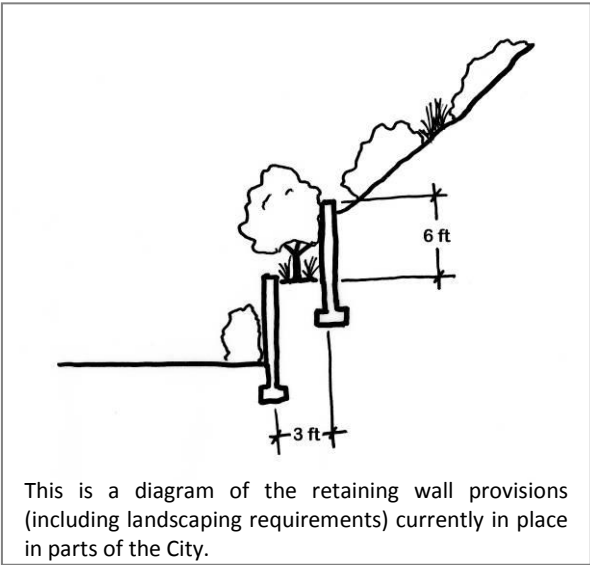 6 ft
3 ft
This is a diagram of the retaining wall provisions
(including landscaping requirements) currently in place
in parts of the City.